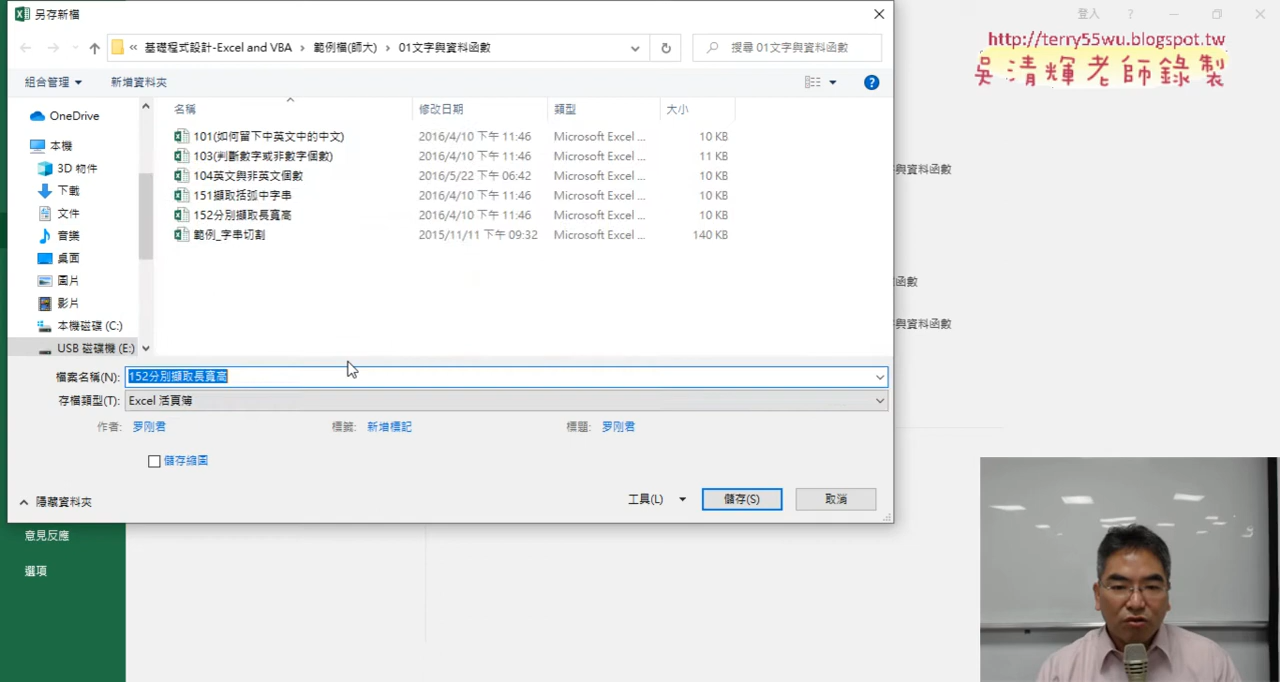 另存新檔
登入
http://terry55wu.blogspot.tw
吳清輝老師錄製
« 基礎程式設計-Excel and VBA › 範例檔(師大) › 01文字與資料函數
搜尋 01文字與資料函數
組合管理 新增資料夾
名稱 修改日期 類型 大小
OneDrive
本機
3D 物件
下載
文件
音樂
桌面
圖片
影片
本機磁碟 (C:)
USB 磁碟機 (E:)
101(如何留下中英文中的中文) 2016/4/10 下午 11:46 Microsoft Excel ... 10 KB
103(判斷數字或非數字個數) 2016/4/10 下午 11:46 Microsoft Excel ... 11 KB
104英文與非英文個數 2016/5/22 下午 06:42 Microsoft Excel ... 10 KB
151擷取括弧中字串 2016/4/10 下午 11:46 Microsoft Excel ... 10 KB
152分別擷取長寬高 2016/4/10 下午 11:46 Microsoft Excel ... 10 KB
範例_字串切割 2015/11/11 下午 09:32 Microsoft Excel ... 140 KB
與資料函數
函數
與資料函數
檔案名稱(N): 152分別擷取長寬高
存檔類型(T): Excel 活頁簿
作者: 罗刚君 標籤: 新增標記 標題: 罗刚君
儲存縮圖
隱藏資料夾
工具(L) 儲存(S) 取消
意見反應
選項